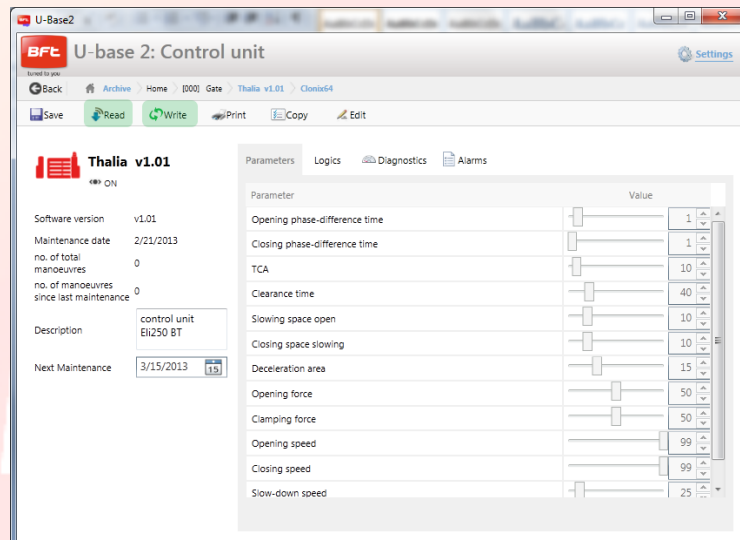 U-Base2
BFt U-base 2: Control unit Settings
tuned to you
Back Archive Home [000] Gate Thalia v1.01 Clonix64
Save Read Write Print Copy Edit
Thalia v1.01
ON
Parameters Logics Diagnostics Alarms
Software version v1.01
Maintenance date 2/21/2013
no. of total
manoeuvres 0
no. of manoeuvres
since last maintenance 0
Description control unit
Eli250 BT
Next Maintenance 3/15/2013 15
Parameter Value
Opening phase-difference time 1
Closing phase-difference time 1
TCA 10
Clearance time 40
Slowing space open 10
Closing space slowing 10
Deceleration area 15
Opening force 50
Clamping force 50
Opening speed 99
Closing speed 99
Slow-down speed 25